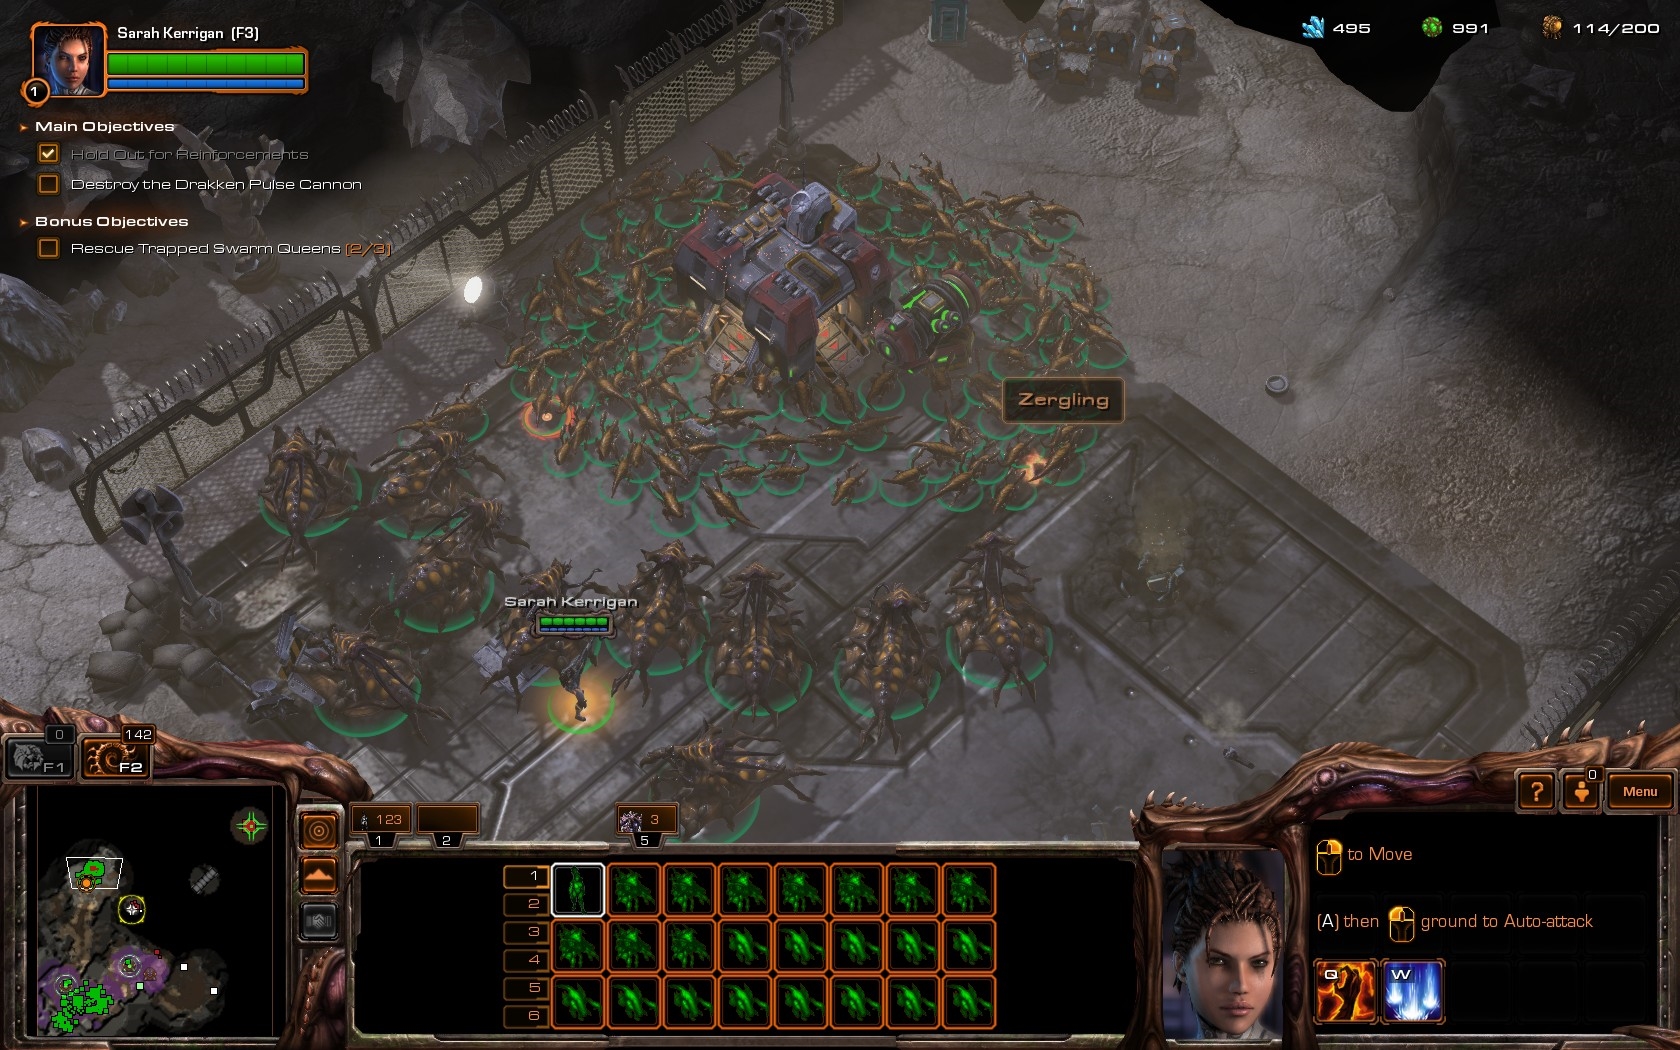 Sarah Kerrigan (F3)
495
991
114/200
1
Main Objectives
Hold Out for Reinforcements
Destroy the Drakken Pulse Cannon
Bonus Objectives
Rescue Trapped Swarm Queens (2/3)
Zergling
Sarah Kerrigan
0
F1
142
F2
123
1
2
3
5
1
2
3
4
5
6
?
0
Menu
to Move
(A) then ground to Auto-attack
Q
W